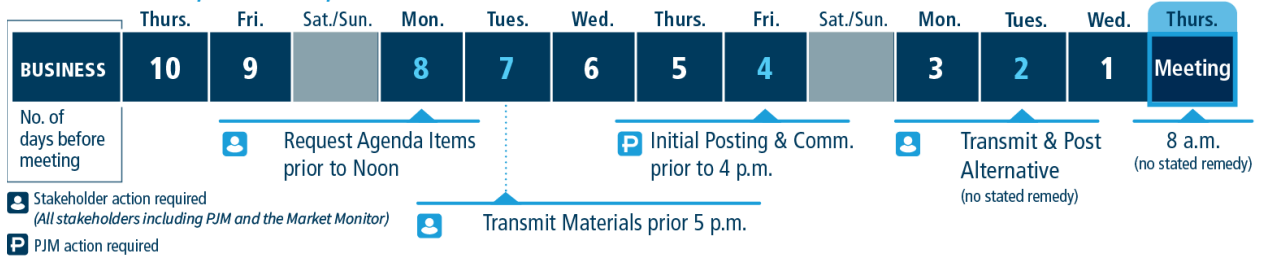 Thurs. Fri. Sat./Sun. Mon. Tues. Wed. Thurs. Fri. Sat./Sun. Mon. Tues. Wed. Thurs.
BUSINESS 10 9 8 7 6 5 4 3 2 1 Meeting
No. of
days before
meeting
Request Agenda Items
prior to Noon
P Initial Posting & Comm.
prior to 4 p.m.
Transmit & Post
Alternative
(no stated remedy)
8 a.m.
(no stated remedy)
Transmit Materials prior 5 p.m.
Stakeholder action required
(All stakeholders including PJM and the Market Monitor)
P PJM action required